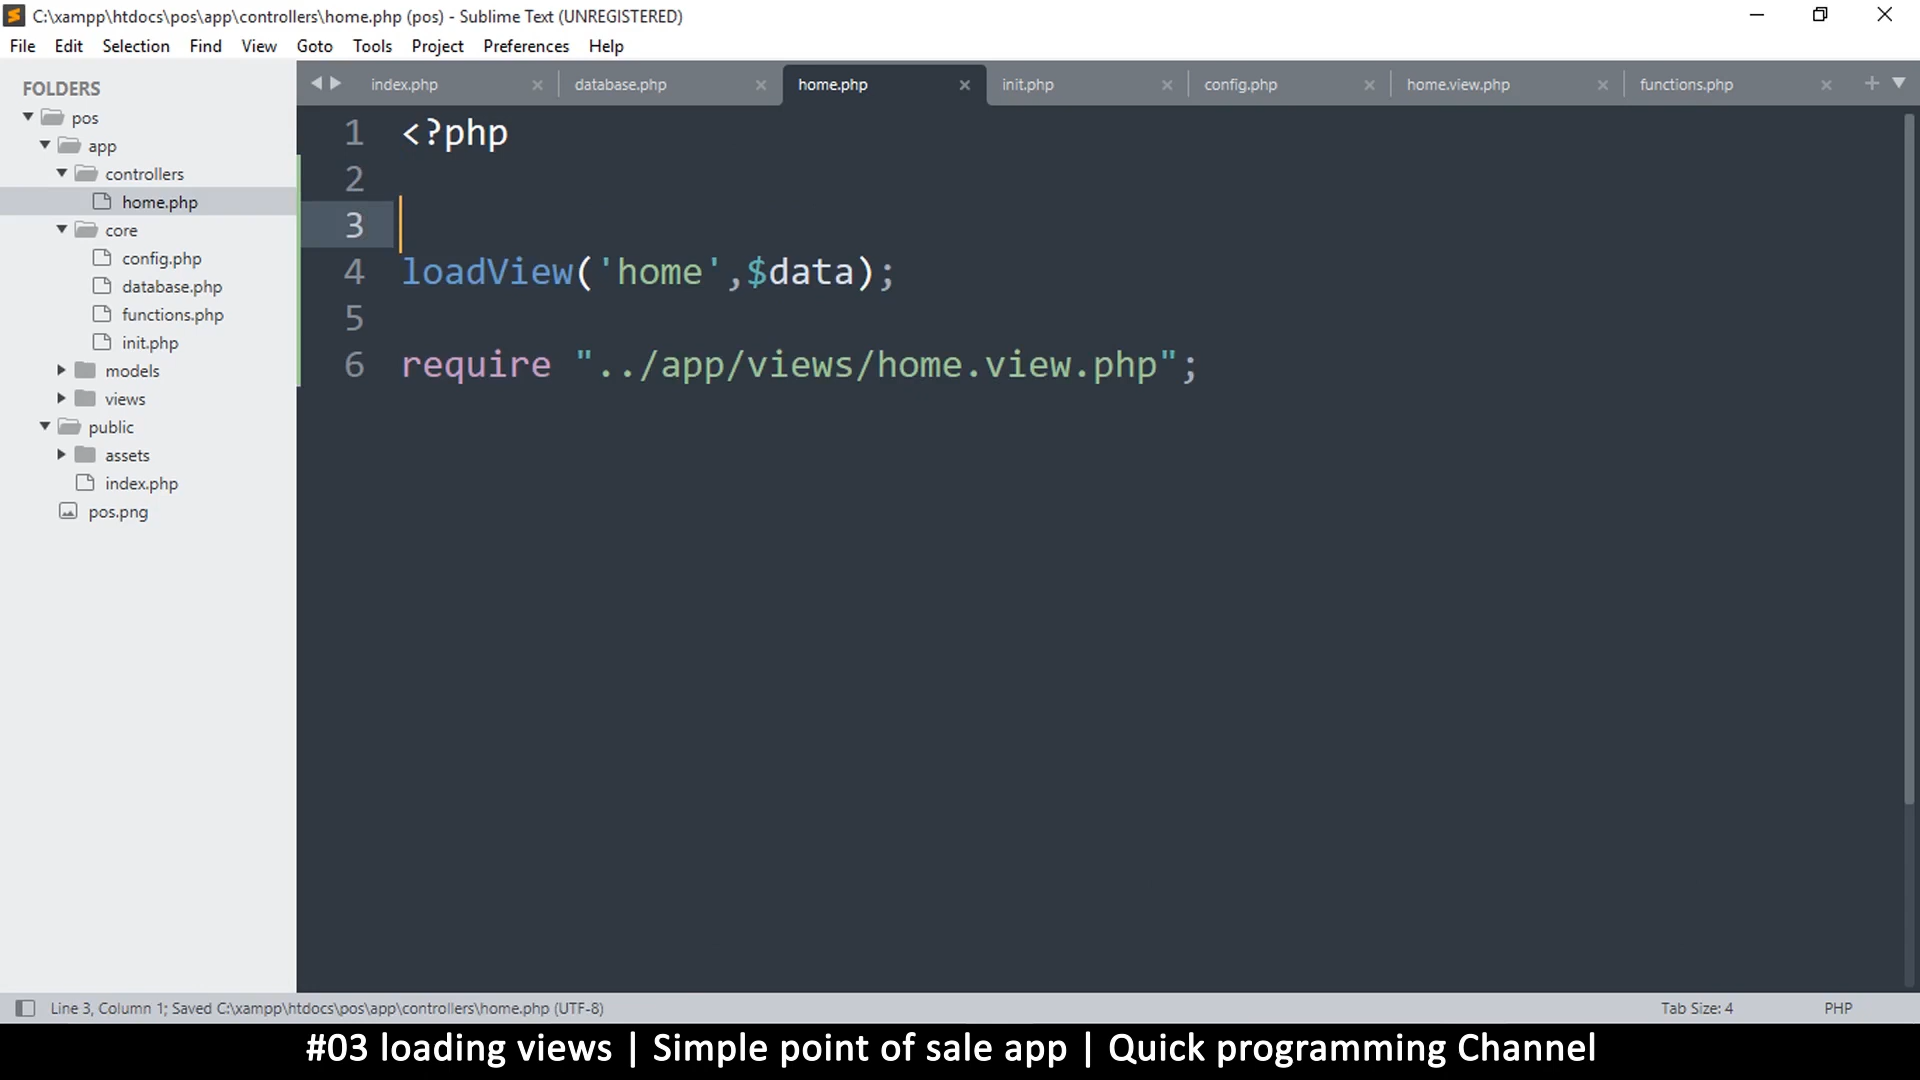 C:\xampp\htdocs\pos\app\controllers\home.php (pos) - Sublime Text (UNREGISTERED)
File Edit Selection Find View Goto Tools Project Preferences Help
FOLDERS
pos
app
controllers
home.php
core
config.php
database.php
functions.php
init.php
models
views
public
assets
index.php
pos.png
index.php database.php home.php init.php config.php home.view.php functions.php
1 <?php
2
3
4 loadView('home',$data);
5
6 require "../app/views/home.view.php";
Line 3, Column 1; Saved C:\xampp\htdocs\pos\app\controllers\home.php (UTF-8) Tab Size: 4 PHP
#03 loading views | Simple point of sale app | Quick programming Channel